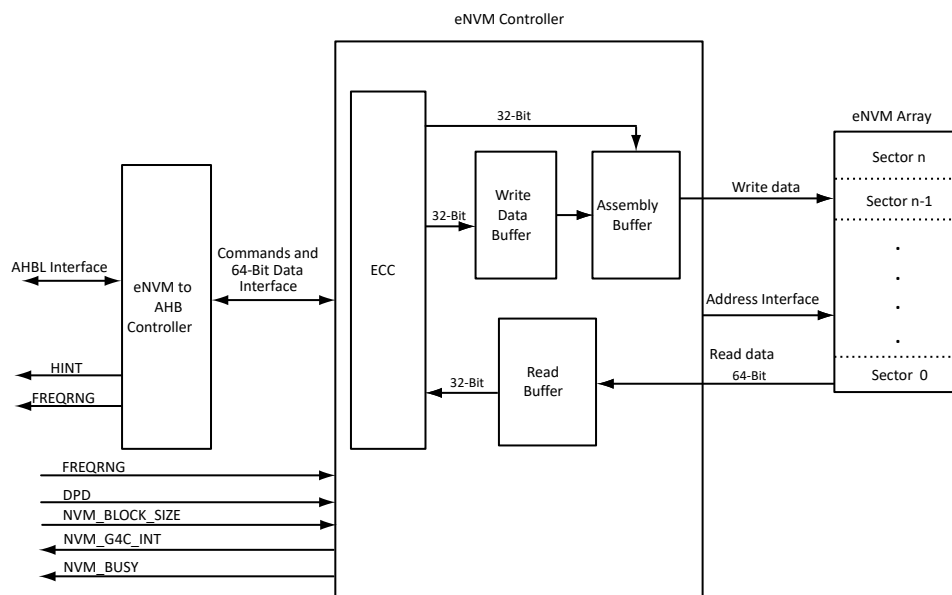 eNVM Controller
32-Bit
eNVM Array
Sector n
Write data
Sector n-1
Write
Data
Buffer
Assembly
Buffer
32-Bit
ECC
Commands and
64-Bit Data
Interface
AHBL Interface
eNVM to
AHB
Controller
Address Interface
HINT
FREQRNG
Read
Buffer
32-Bit
Read data
64-Bit
Sector 0
FREQRNG
DPD
NVM_BLOCK_SIZE
NVM_G4C_INT
NVM_BUSY